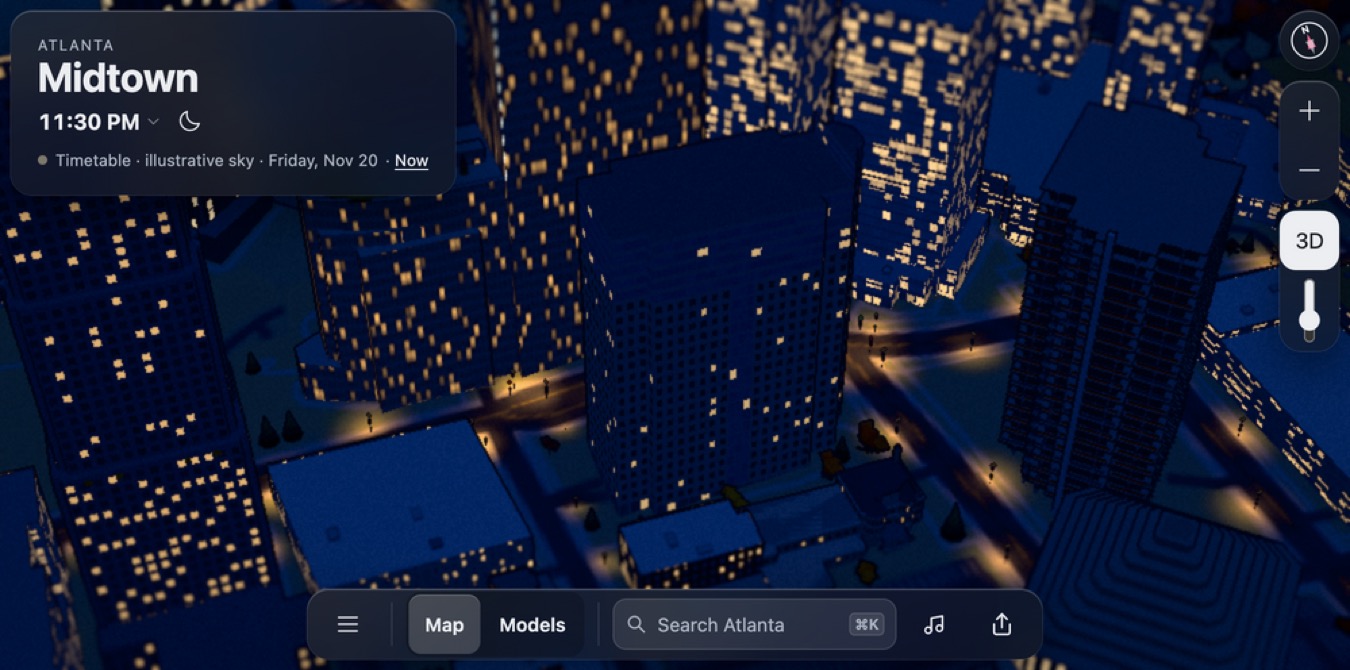 ATLANTA
Midtown
11:30 PM
Timetable · illustrative sky · Friday, Nov 20 · Now
N
3D
Map
Models
Search Atlanta
⌘K